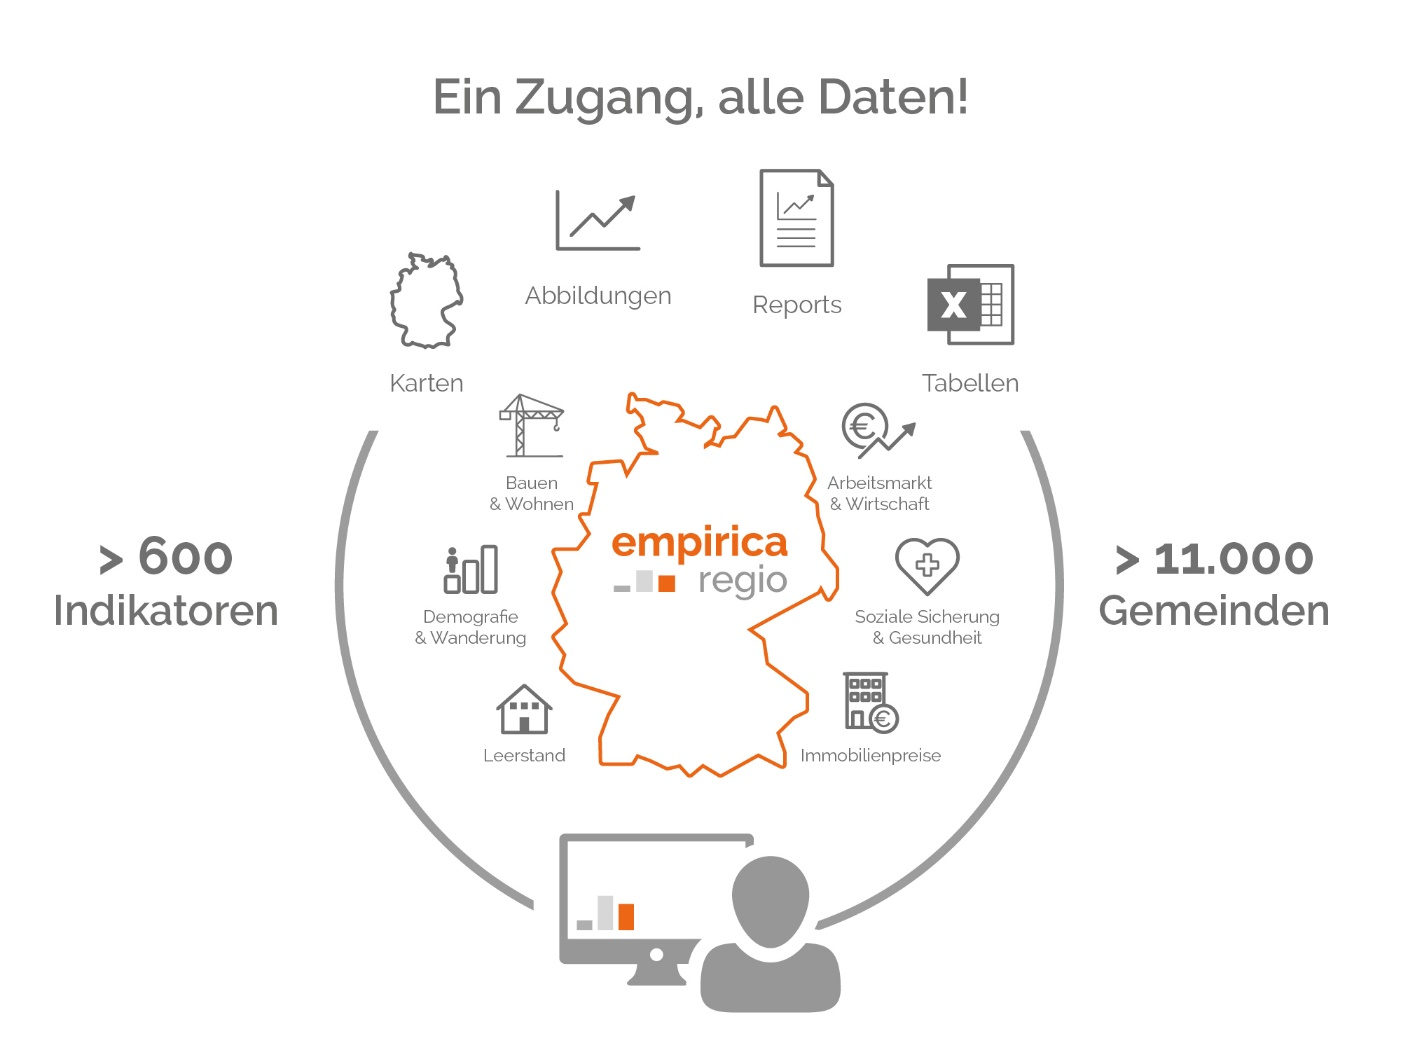 Ein Zugang, alle Daten!
Abbildungen
Reports
Karten
X
Tabellen
€
Bauen
& Wohnen
Arbeitsmarkt
& Wirtschaft
empirica
regio
> 600
Indikatoren
> 11.000
Gemeinden
Demografie
& Wanderung
Soziale Sicherung
& Gesundheit
€
Leerstand
Immobilienpreise